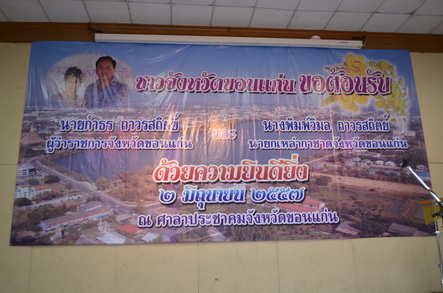 ชาวจังหวัดขอนแก่น ขอต้อนรับ
นายกำธร ถาวรสถิตย์ และ นางพิมพ์วิมล ถาวรสถิตย์
ผู้ว่าราชการจังหวัดขอนแก่น นายกเหล่ากาชาดจังหวัดขอนแก่น
ด้วยความยินดียิ่ง
๒ มิถุนายน ๒๕๕๗
ณ ศาลาประชาคมจังหวัดขอนแก่น